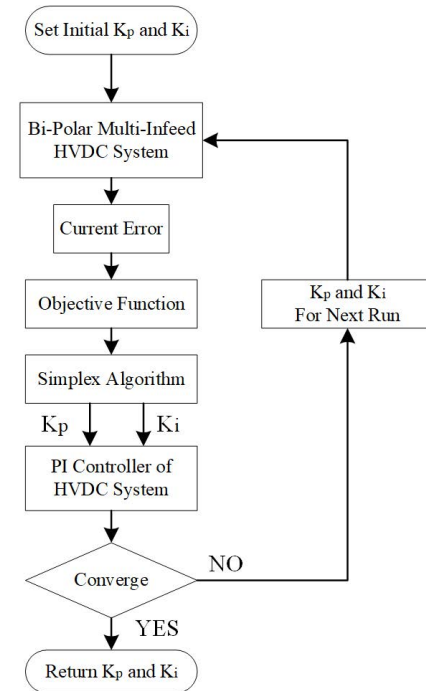 Set Initial Kp and Ki
Bi-Polar Multi-Infeed
HVDC System
Current Error
Objective Function
Kp and Ki
For Next Run
Simplex Algorithm
Kp
Ki
PI Controller of
HVDC System
Converge
NO
YES
Return Kp and Ki